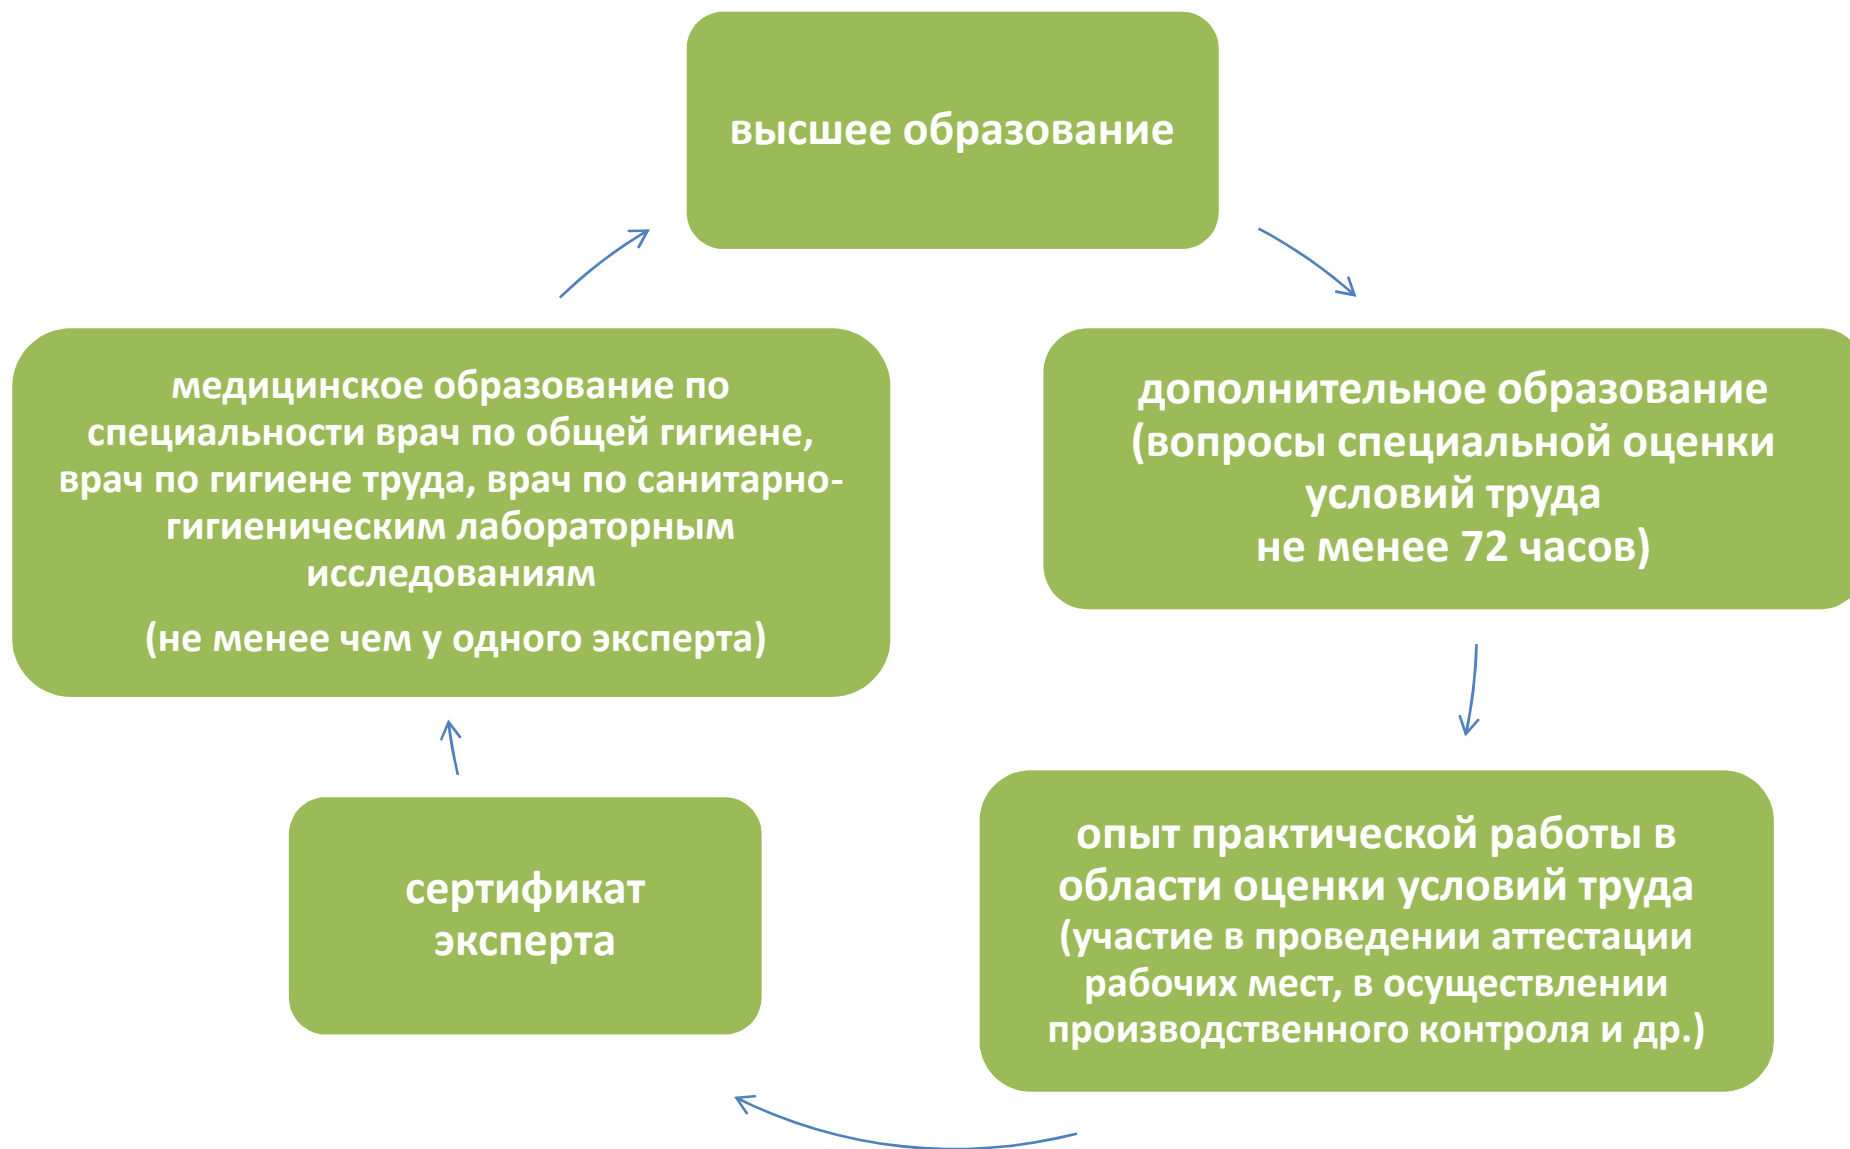 высшее образование
дополнительное образование
(вопросы специальной оценки
условий труда
не менее 72 часов)
опыт практической работы в
области оценки условий труда
(участие в проведении аттестации
рабочих мест, в осуществлении
производственного контроля и др.)
сертификат
эксперта
медицинское образование по
специальности врач по общей гигиене,
врач по гигиене труда, врач по санитарно-
гигиеническим лабораторным
исследованиям
(не менее чем у одного эксперта)